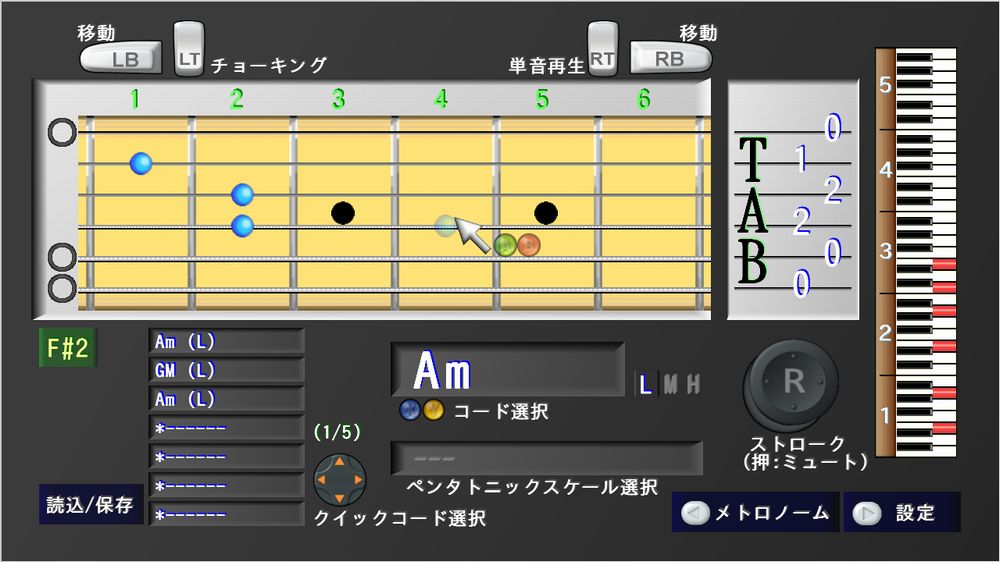 移動
LB
LT
チョーキング
単音再生
RT
移動
RB
1 2 3 4 5 6
TAB
0
1
2
2
0
0
5
4
3
2
1
F#2
Am (L)
GM (L)
Am (L)
*------
*------
*------
*------
(1/5)
クイックコード選択
読込/保存
Am
L M H
コード選択
---
ペンタトニックスケール選択
R
ストローク
(押:ミュート)
メトロノーム
設定